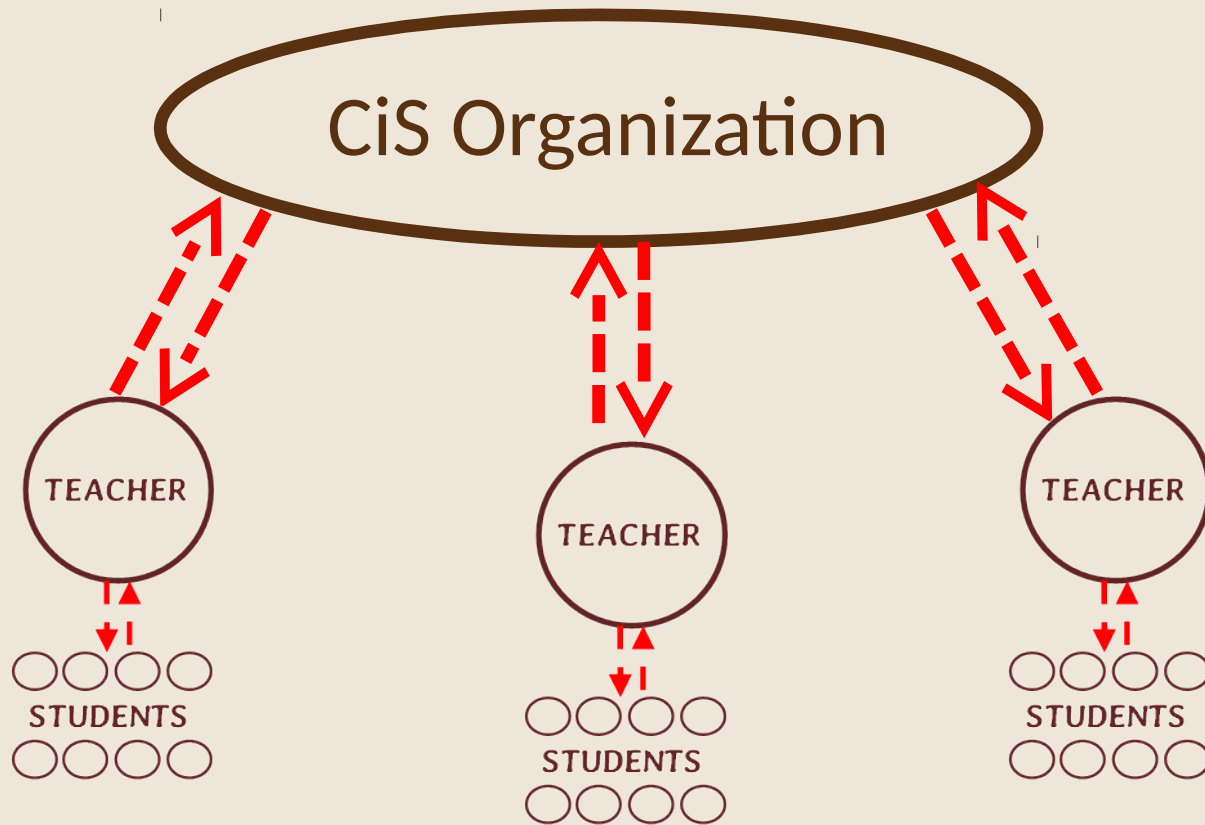 CiS Organization
TEACHER
TEACHER
TEACHER
STUDENTS
STUDENTS
STUDENTS